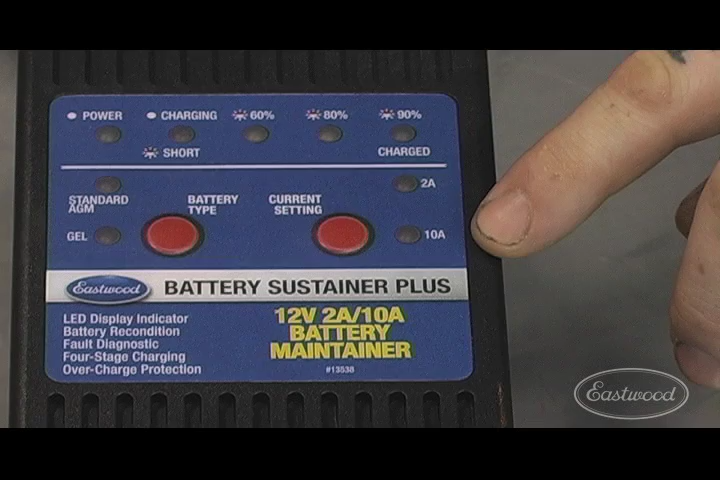 POWER CHARGING 60% 80% 90%
SHORT CHARGED
STANDARD
AGM
BATTERY
TYPE
CURRENT
SETTING
2A
GEL
10A
Eastwood BATTERY SUSTAINER PLUS
LED Display Indicator
Battery Recondition
Fault Diagnostic
Four-Stage Charging
Over-Charge Protection
12V 2A/10A
BATTERY
MAINTAINER
#13538
Eastwood